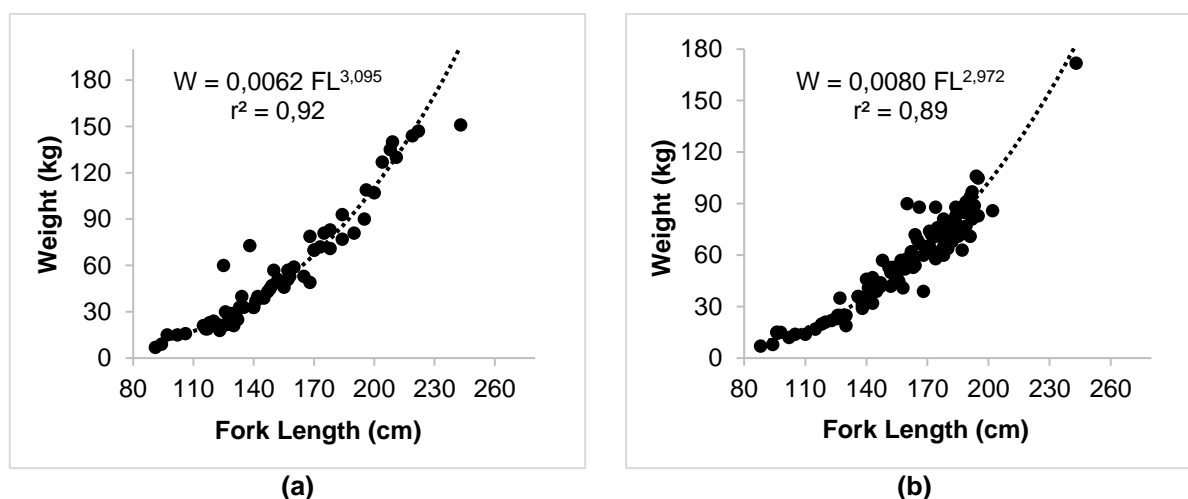 W = 0,0062 FL3,095
r² = 0,92
Weight (kg)
180
150
120
90
60
30
0
80 110 140 170 200 230 260
Fork Length (cm)
(a)
W = 0,0080 FL2,972
r² = 0,89
Weight (kg)
180
150
120
90
60
30
0
80 110 140 170 200 230 260
Fork Length (cm)
(b)